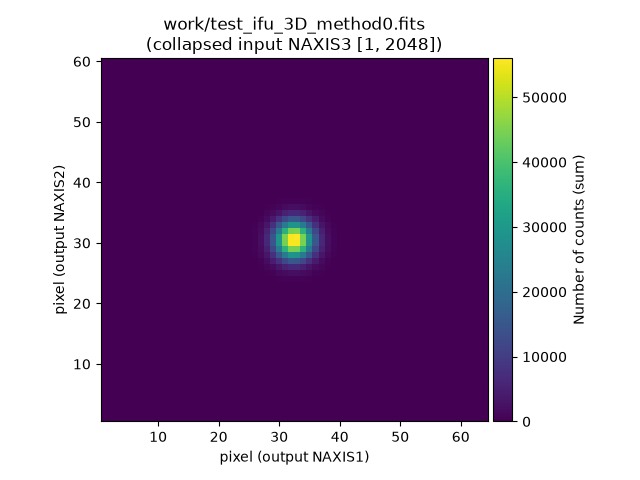 work/test_ifu_3D_method0.fits
(collapsed input NAXIS3 [1, 2048])
60
50
40
30
20
10
pixel (output NAXIS2)
10 20 30 40 50 60
pixel (output NAXIS1)
50000
40000
30000
20000
10000
0
Number of counts (sum)